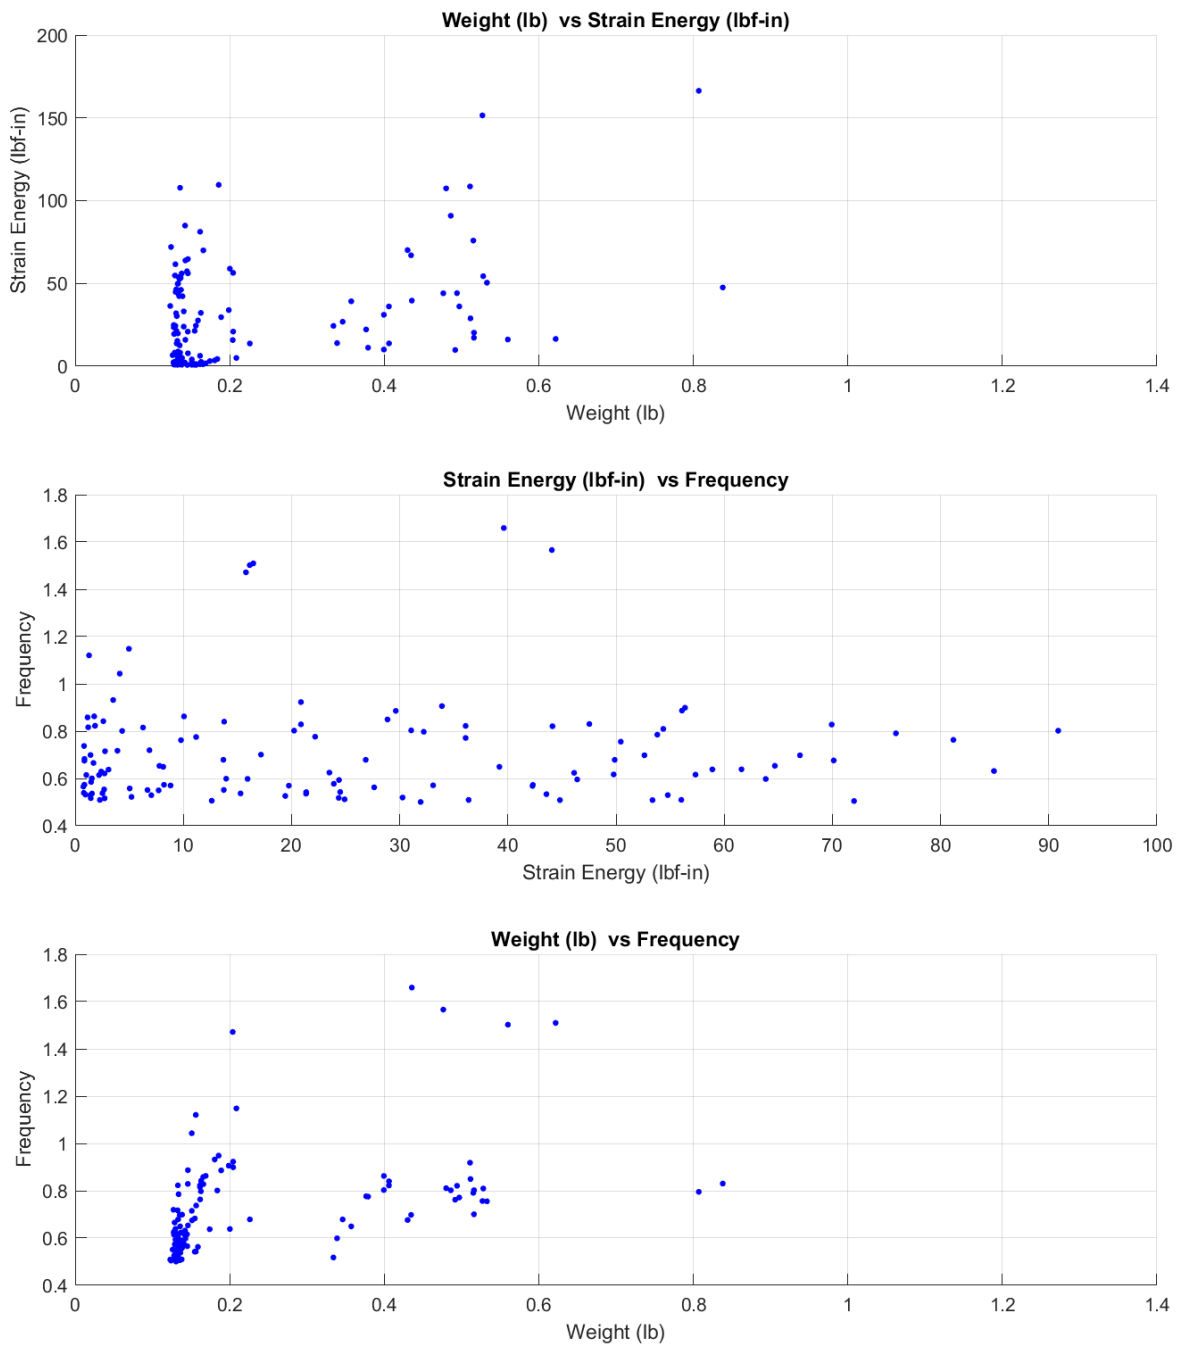 Weight (lb)  vs Strain Energy (lbf-in)
200
150
100
50
0
Strain Energy (lbf-in)
0 0.2 0.4 0.6 0.8 1 1.2 1.4
Weight (lb)
Strain Energy (lbf-in)  vs Frequency
1.8
1.6
1.4
1.2
1
0.8
0.6
0.4
Frequency
0 10 20 30 40 50 60 70 80 90 100
Strain Energy (lbf-in)
Weight (lb)  vs Frequency
1.8
1.6
1.4
1.2
1
0.8
0.6
0.4
Frequency
0 0.2 0.4 0.6 0.8 1 1.2 1.4
Weight (lb)